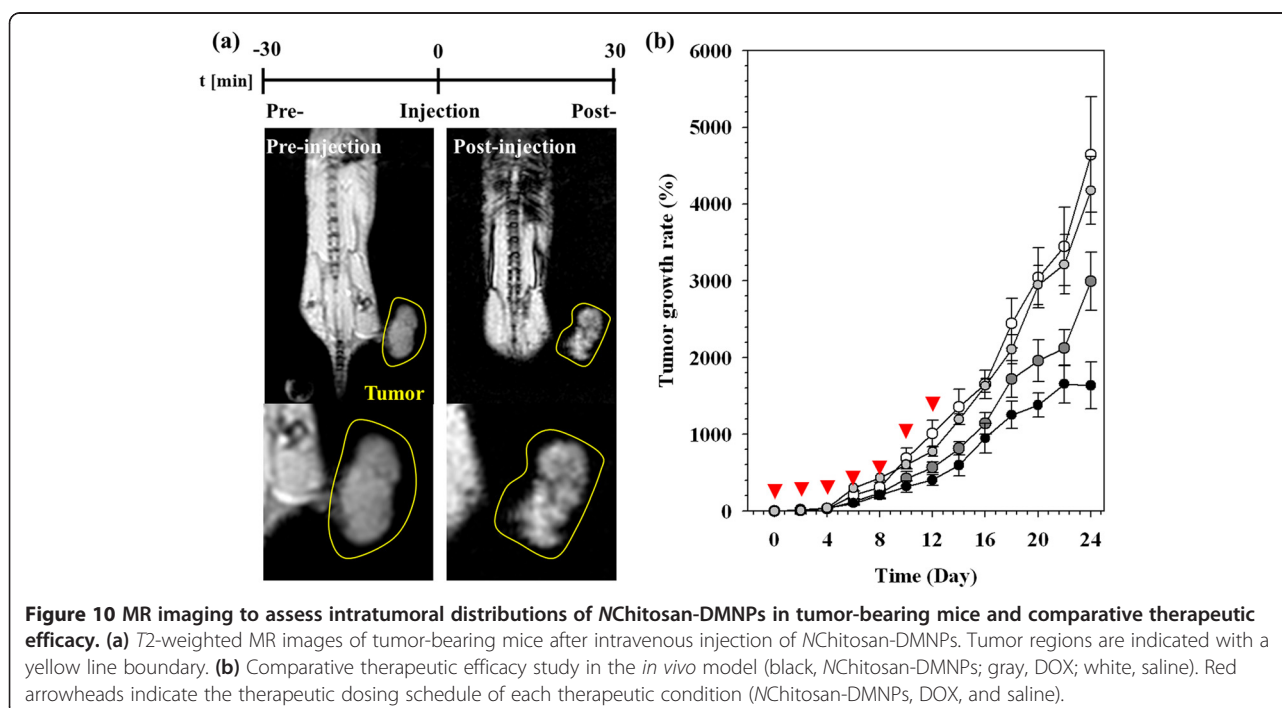 (a)
-30 0 30
t [min]
Pre- Injection Post-
Pre-injection Post-injection
Tumor
(b)
6000
5000
4000
3000
2000
1000
0
Tumor growth rate (%)
0 4 8 12 16 20 24
Time (Day)
Figure 10 MR imaging to assess intratumoral distributions of NChitosan-DMNPs in tumor-bearing mice and comparative therapeutic
efficacy. (a) T2-weighted MR images of tumor-bearing mice after intravenous injection of NChitosan-DMNPs. Tumor regions are indicated with a
yellow line boundary. (b) Comparative therapeutic efficacy study in the in vivo model (black, NChitosan-DMNPs; gray, DOX; white, saline). Red
arrowheads indicate the therapeutic dosing schedule of each therapeutic condition (NChitosan-DMNPs, DOX, and saline).